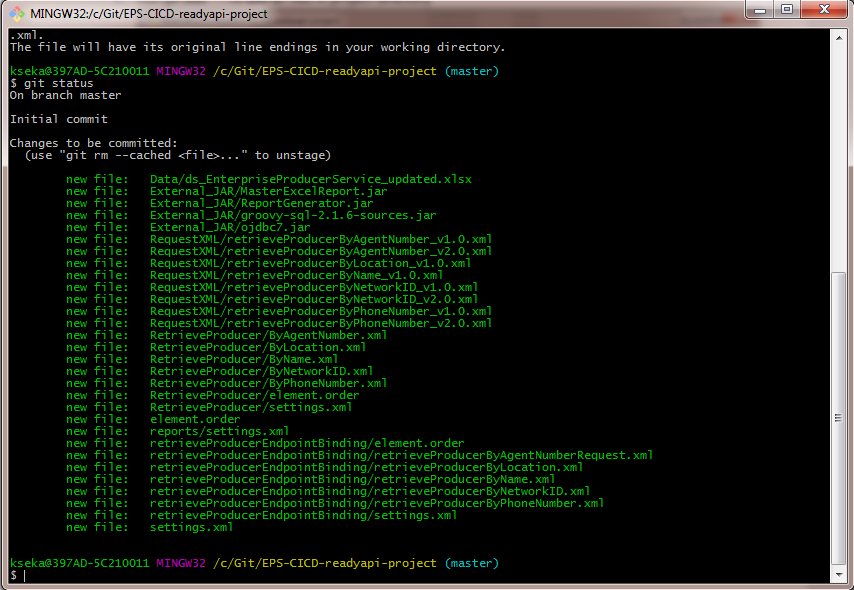 MINGW32:/c/Git/EPS-CICD-readyapi-project
.xml.
The file will have its original line endings in your working directory.
kseka@397AD-5C210011 MINGW32 /c/Git/EPS-CICD-readyapi-project (master)
$ git status
On branch master
Initial commit
Changes to be committed:
(use "git rm --cached <file>..." to unstage)
new file: Data/ds_EnterpriseProducerService_updated.xlsx
new file: External_JAR/MasterExcelReport.jar
new file: External_JAR/ReportGenerator.jar
new file: External_JAR/groovy-sql-2.1.6-sources.jar
new file: External_JAR/ojdbc7.jar
new file: RequestXML/retrieveProducerByAgentNumber_v1.0.xml
new file: RequestXML/retrieveProducerByAgentNumber_v2.0.xml
new file: RequestXML/retrieveProducerByLocation_v1.0.xml
new file: RequestXML/retrieveProducerByName_v1.0.xml
new file: RequestXML/retrieveProducerByNetworkID_v1.0.xml
new file: RequestXML/retrieveProducerByNetworkID_v2.0.xml
new file: RequestXML/retrieveProducerByPhoneNumber_v1.0.xml
new file: RequestXML/retrieveProducerByPhoneNumber_v2.0.xml
new file: RetrieveProducer/ByAgentNumber.xml
new file: RetrieveProducer/ByLocation.xml
new file: RetrieveProducer/ByName.xml
new file: RetrieveProducer/ByNetworkID.xml
new file: RetrieveProducer/ByPhoneNumber.xml
new file: RetrieveProducer/element.order
new file: RetrieveProducer/settings.xml
new file: element.order
new file: reports/settings.xml
new file: retrieveProducerEndpointBinding/element.order
new file: retrieveProducerEndpointBinding/retrieveProducerByAgentNumberRequest.xml
new file: retrieveProducerEndpointBinding/retrieveProducerByLocation.xml
new file: retrieveProducerEndpointBinding/retrieveProducerByName.xml
new file: retrieveProducerEndpointBinding/retrieveProducerByNetworkID.xml
new file: retrieveProducerEndpointBinding/retrieveProducerByPhoneNumber.xml
new file: retrieveProducerEndpointBinding/settings.xml
new file: settings.xml
kseka@397AD-5C210011 MINGW32 /c/Git/EPS-CICD-readyapi-project (master)
$